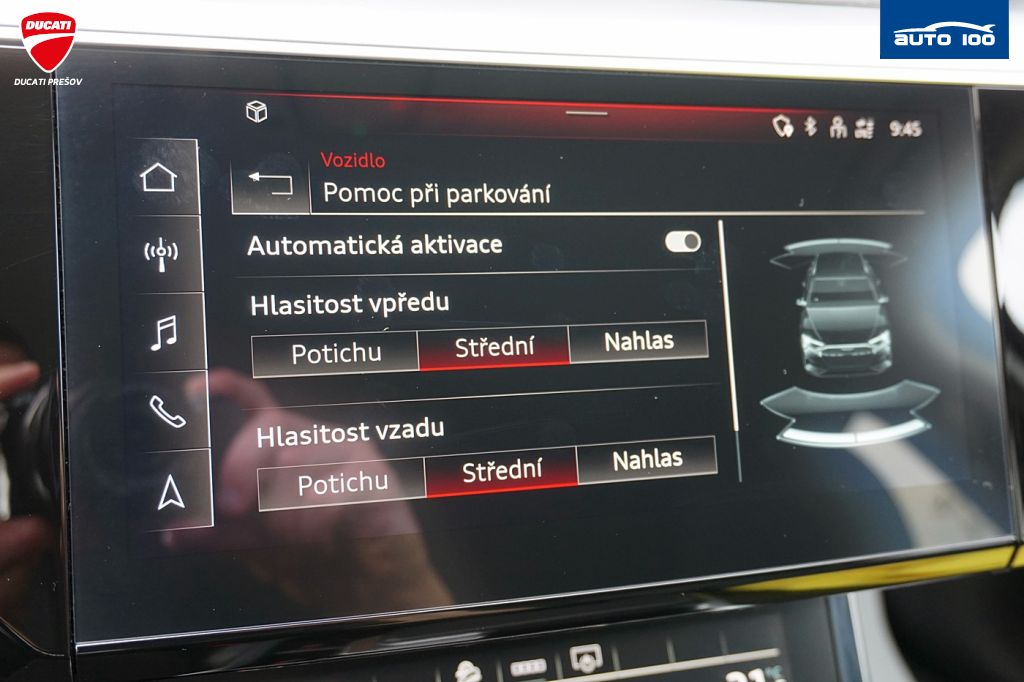 DUCATI
DUCATI PREŠOV
AUTO 100
9:45
Vozidlo
Pomoc při parkování
Automatická aktivace
Hlasitost vpředu
Potichu Střední Nahlas
Hlasitost vzadu
Potichu Střední Nahlas